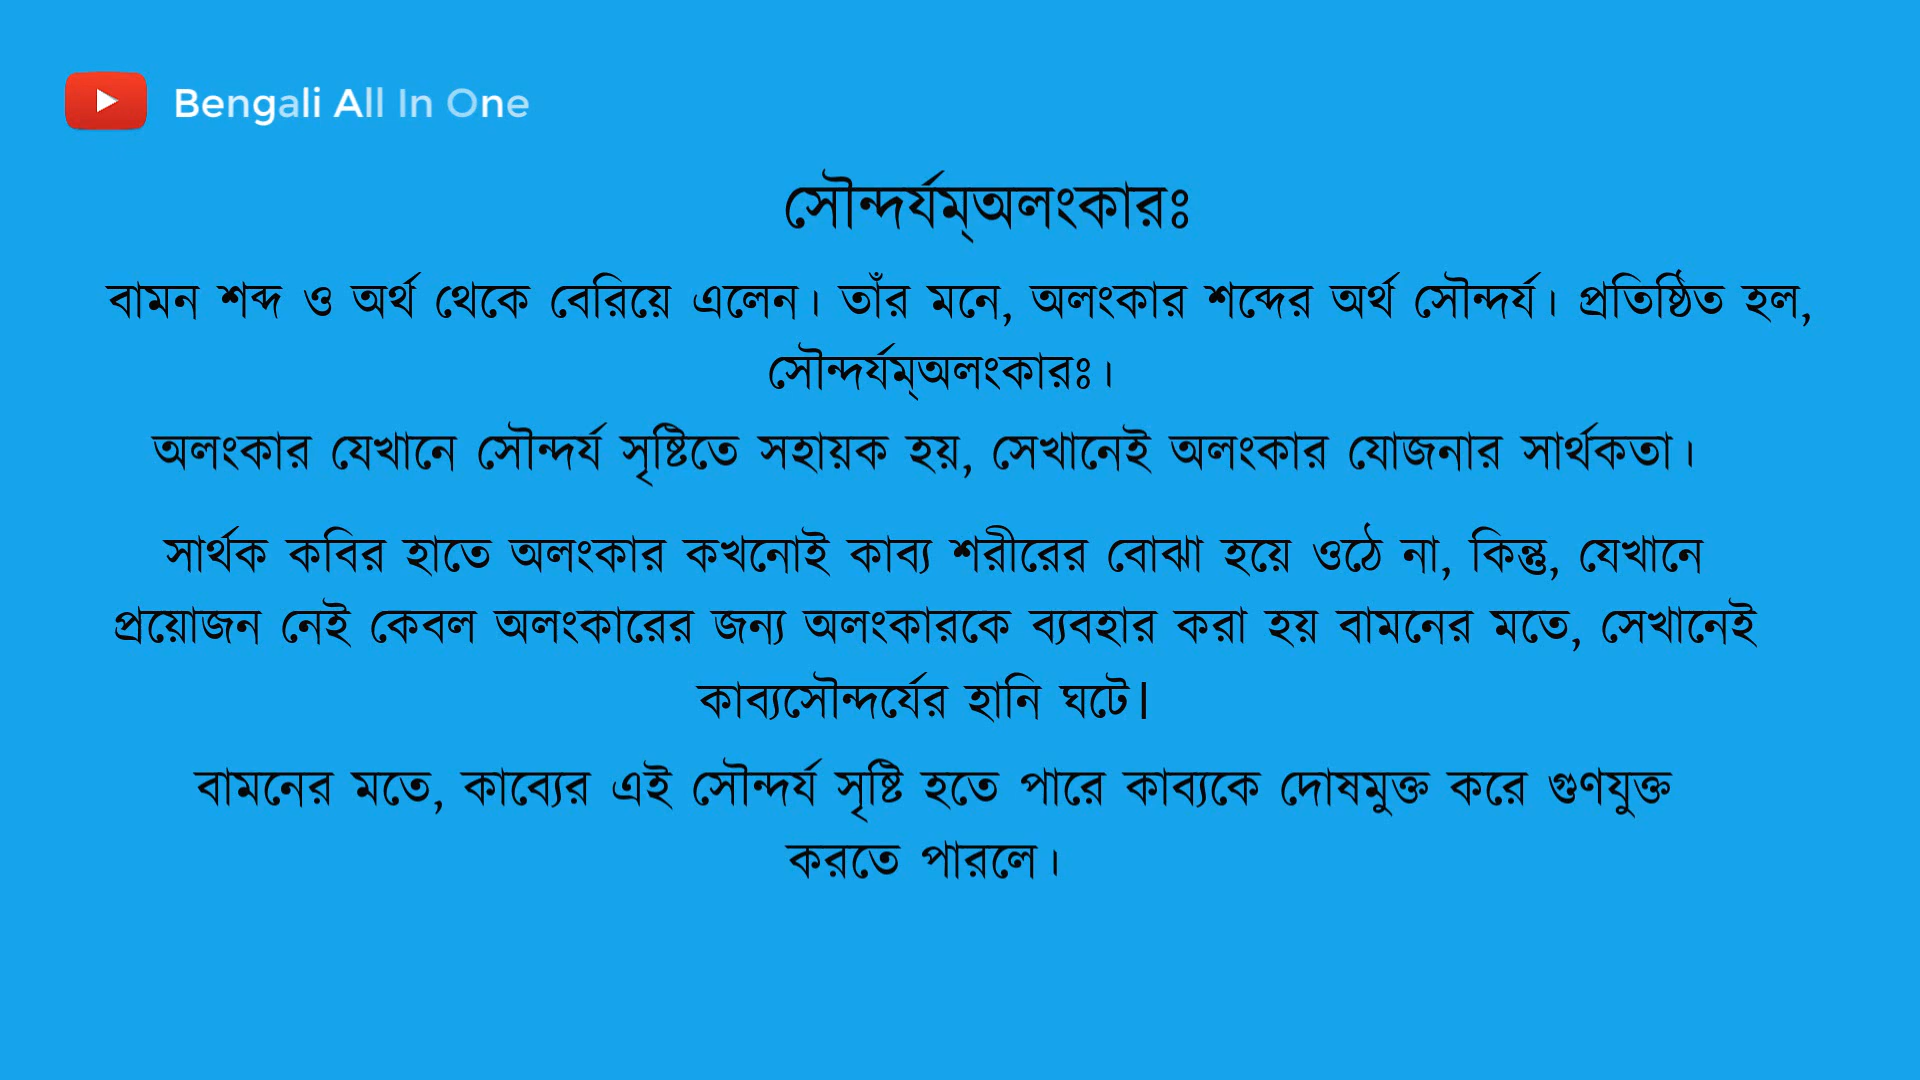 Bengali All In One
সৌন্দর্যম্অলংকারঃ
বামন শব্দ ও অর্থ থেকে বেরিয়ে এলেন। তাঁর মনে, অলংকার শব্দের অর্থ সৌন্দর্য। প্রতিষ্ঠিত হল,
সৌন্দর্যম্অলংকারঃ।
অলংকার যেখানে সৌন্দর্য সৃষ্টিতে সহায়ক হয়, সেখানেই অলংকার যোজনার সার্থকতা।
সার্থক কবির হাতে অলংকার কখনোই কাব্য শরীরের বোঝা হয়ে ওঠে না, কিন্তু, যেখানে
প্রয়োজন নেই কেবল অলংকারের জন্য অলংকারকে ব্যবহার করা হয় বামনের মতে, সেখানেই
কাব্যসৌন্দর্যের হানি ঘটে|
বামনের মতে, কাব্যের এই সৌন্দর্য সৃষ্টি হতে পারে কাব্যকে দোষমুক্ত করে গুণযুক্ত
করতে পারলে।